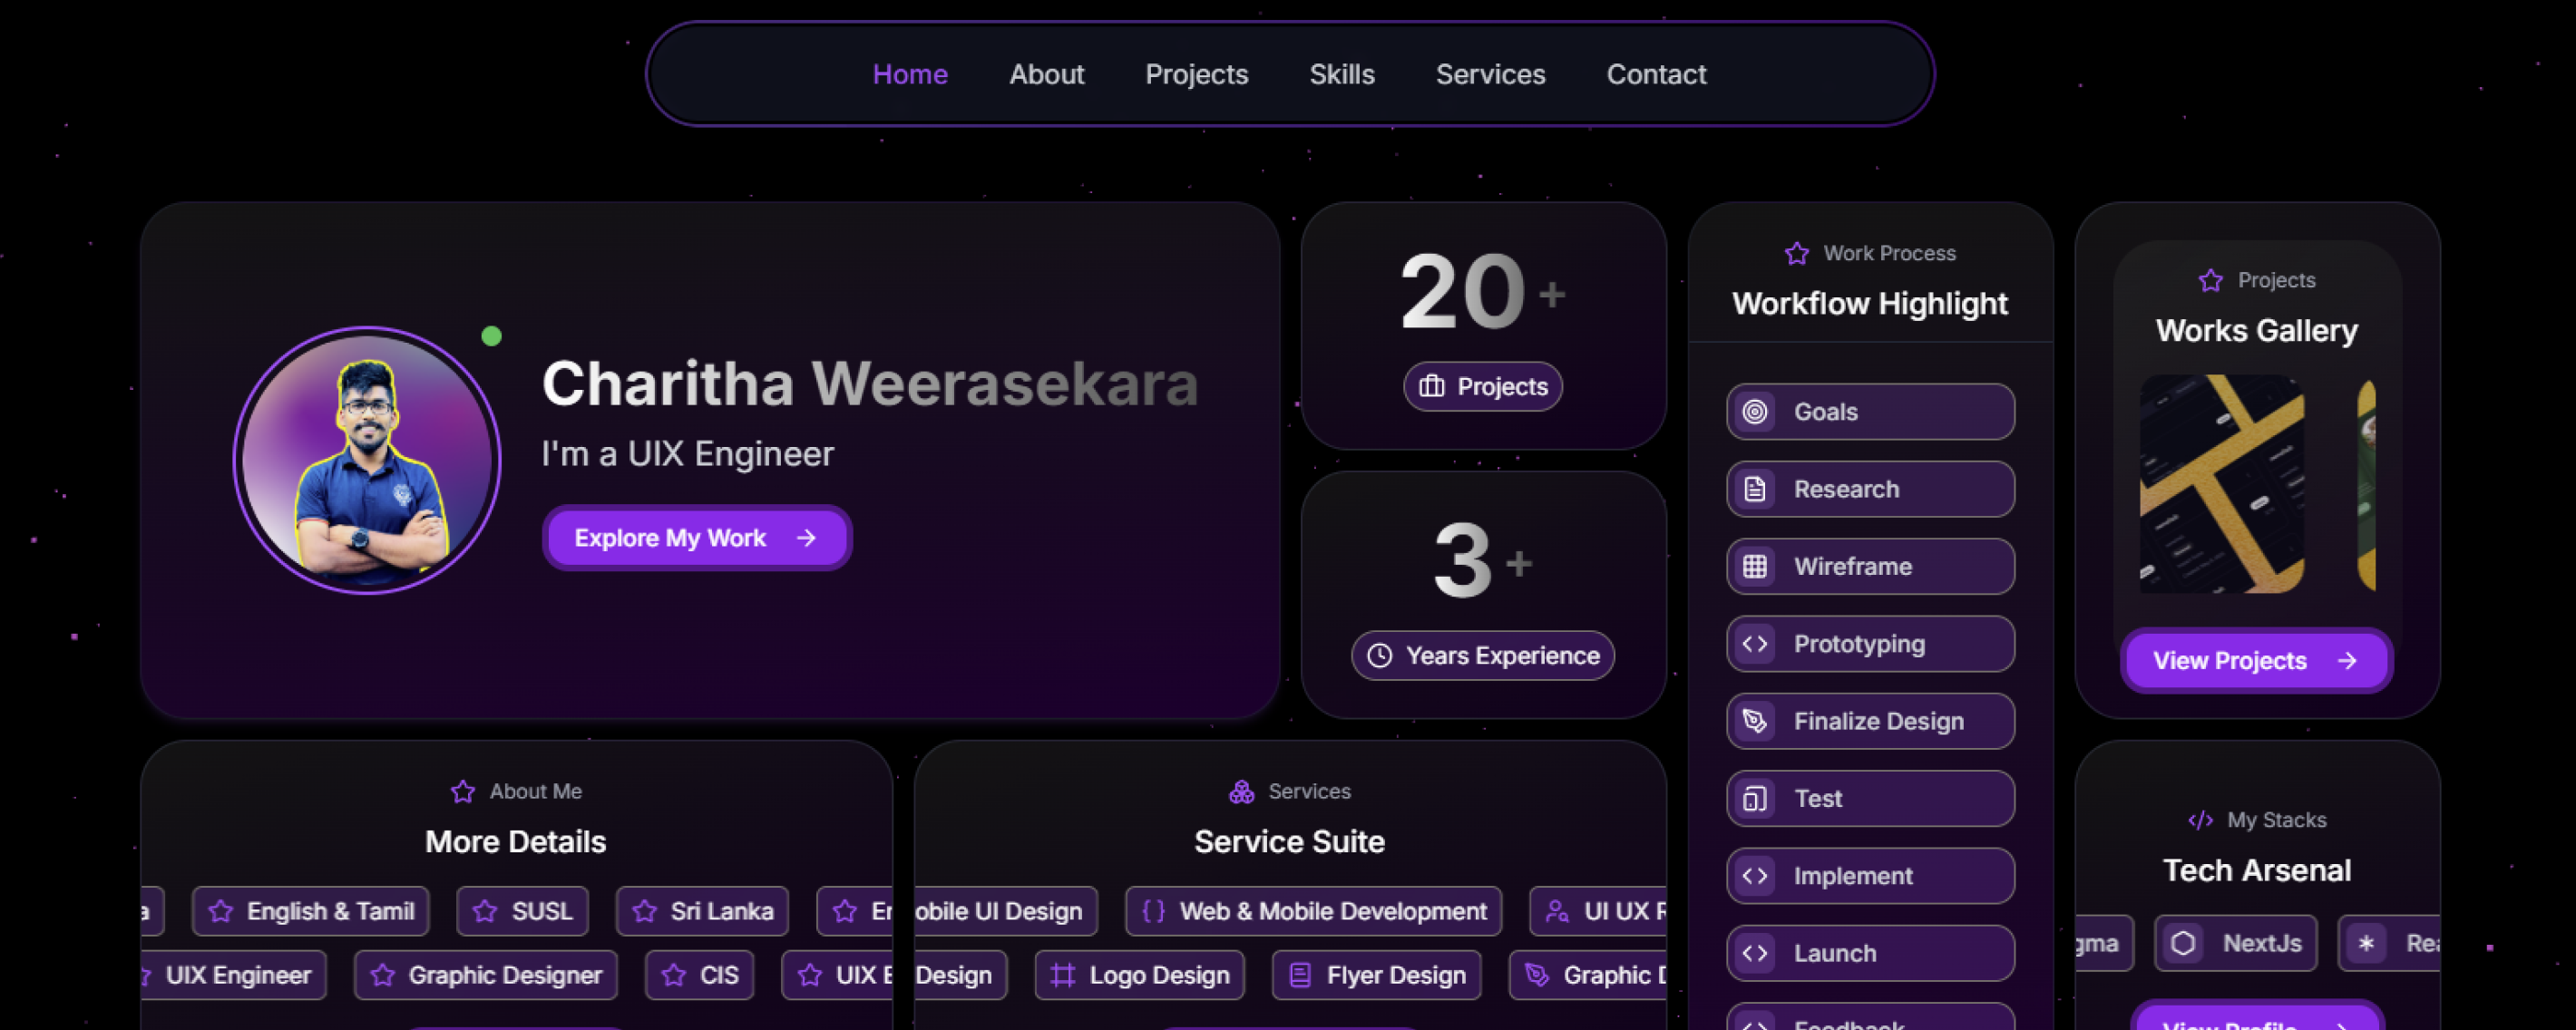 Home About Projects Skills Services Contact
Charitha Weerasekara
I'm a UIX Engineer
Explore My Work
20+
Projects
3+
Years Experience
Work Process
Workflow Highlight
Goals
Research
Wireframe
Prototyping
Finalize Design
Test
Implement
Launch
Feedback
Projects
Works Gallery
View Projects
About Me
More Details
English & Tamil SUSL Sri Lanka
UIX Engineer Graphic Designer CIS UIX
Services
Service Suite
obile UI Design Web & Mobile Development UI UX
Design Logo Design Flyer Design Graphic
My Stacks
Tech Arsenal
gma NextJs Rea
View Profile